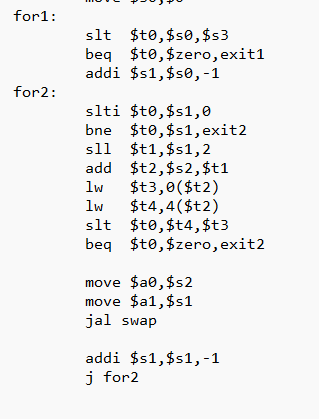 move $s0,$0
for1:
slt $t0,$s0,$s3
beq $t0,$zero,exit1
addi $s1,$s0,-1
for2:
slti $t0,$s1,0
bne $t0,$s1,exit2
sll $t1,$s1,2
add $t2,$s2,$t1
lw $t3,0($t2)
lw $t4,4($t2)
slt $t0,$t4,$t3
beq $t0,$zero,exit2
move $a0,$s2
move $a1,$s1
jal swap
addi $s1,$s1,-1
j for2